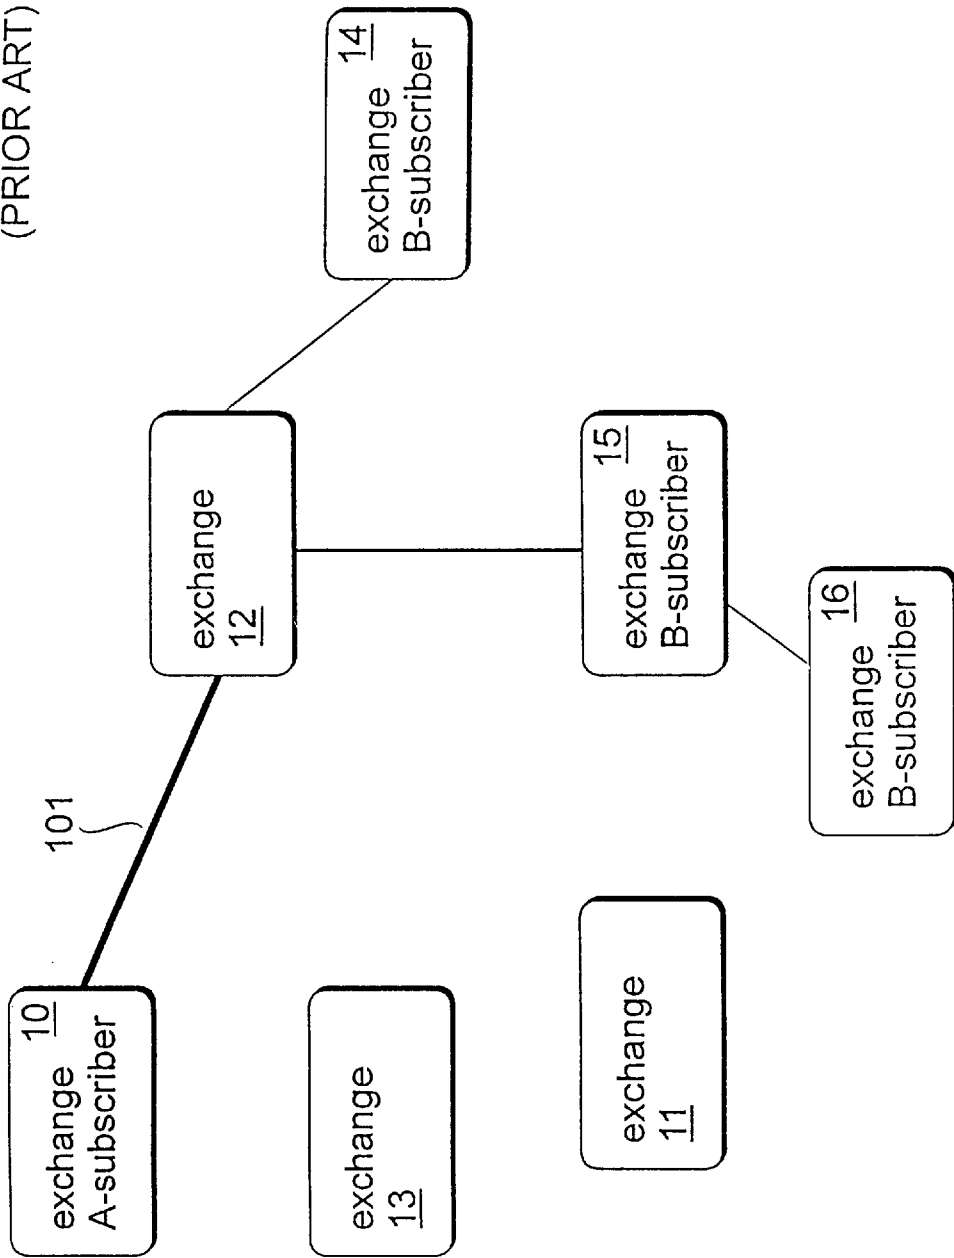 (PRIOR ART)
exchange 10
A-subscriber
101
exchange
12
exchange 14
B-subscriber
exchange
13
exchange
11
exchange 15
B-subscriber
exchange 16
B-subscriber